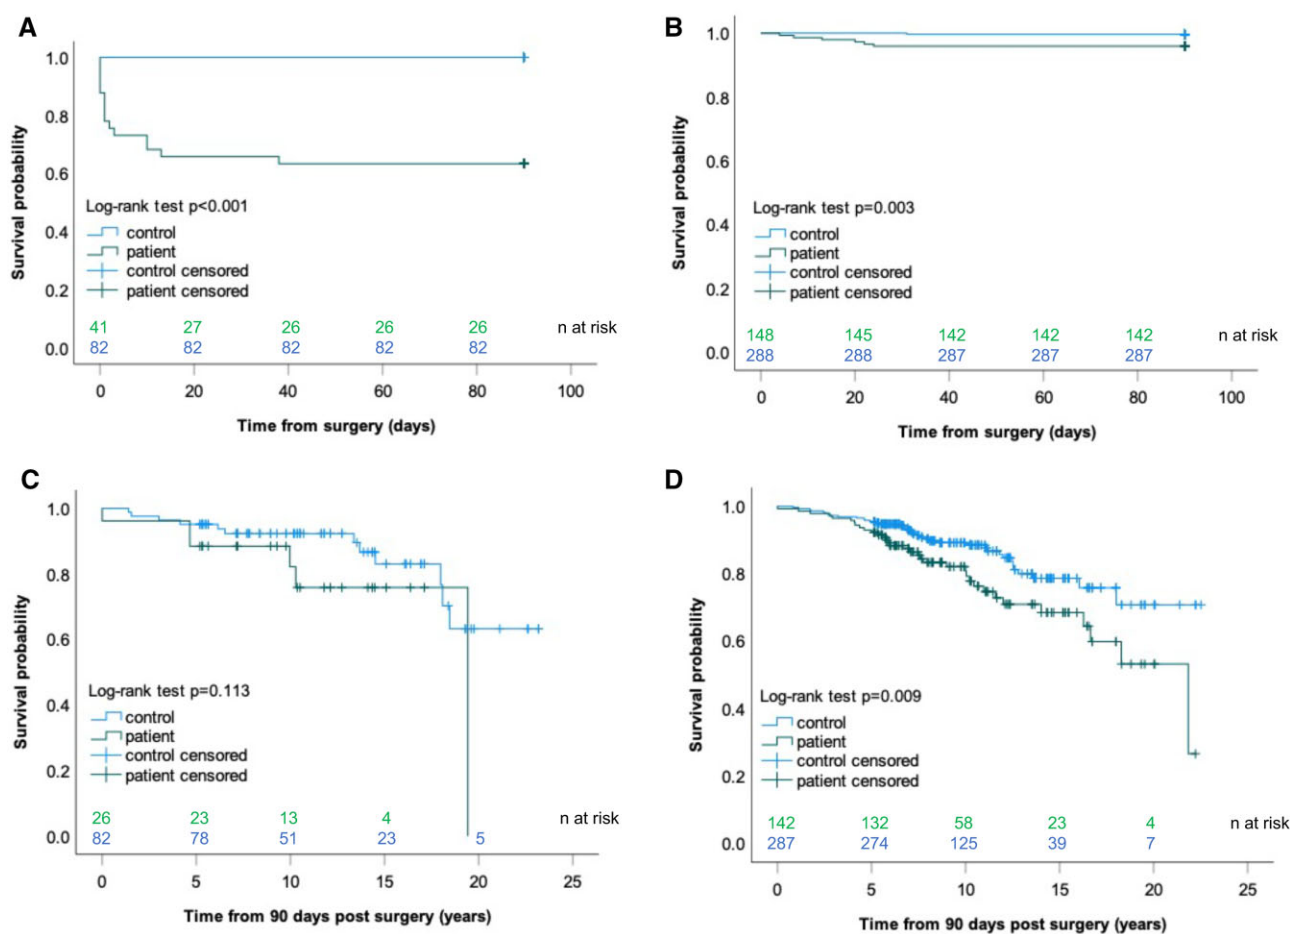 A
1.0
0.8
0.6
0.4
0.2
0.0
Survival probability
Log-rank test p<0.001
control
patient
control censored
patient censored
41 27 26 26 26 n at risk
82 82 82 82 82
0 20 40 60 80 100
Time from surgery (days)
B
1.0
0.8
0.6
0.4
0.2
0.0
Survival probability
Log-rank test p=0.003
control
patient
control censored
patient censored
148 145 142 142 142 n at risk
288 288 287 287 287
0 20 40 60 80 100
Time from surgery (days)
C
1.0
0.8
0.6
0.4
0.2
0.0
Survival probability
Log-rank test p=0.113
control
patient
control censored
patient censored
26 23 13 4 n at risk
82 78 51 23 5
0 5 10 15 20 25
Time from 90 days post surgery (years)
D
1.0
0.8
0.6
0.4
0.2
0.0
Survival probability
Log-rank test p=0.009
control
patient
control censored
patient censored
142 132 58 23 4 n at risk
287 274 125 39 7
0 5 10 15 20 25
Time from 90 days post surgery (years)